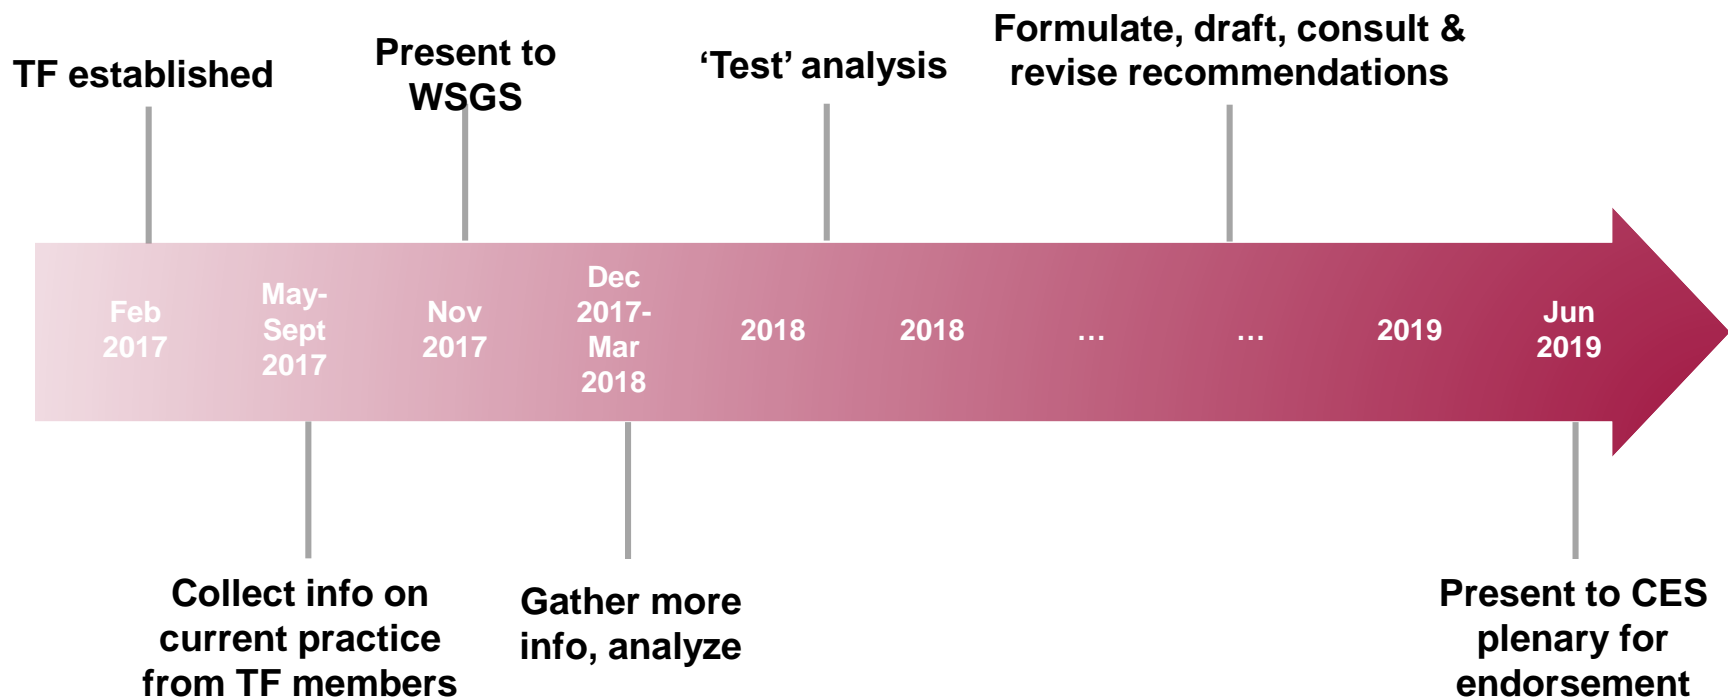 TF established
Present to
WSGS
‘Test’ analysis
Formulate, draft, consult &
revise recommendations
Feb
2017
May-
Sept
2017
Nov
2017
Dec
2017-
Mar
2018
2018
2018
…
…
2019
Jun
2019
Collect info on
current practice
from TF members
Gather more
info, analyze
Present to CES
plenary for
endorsement